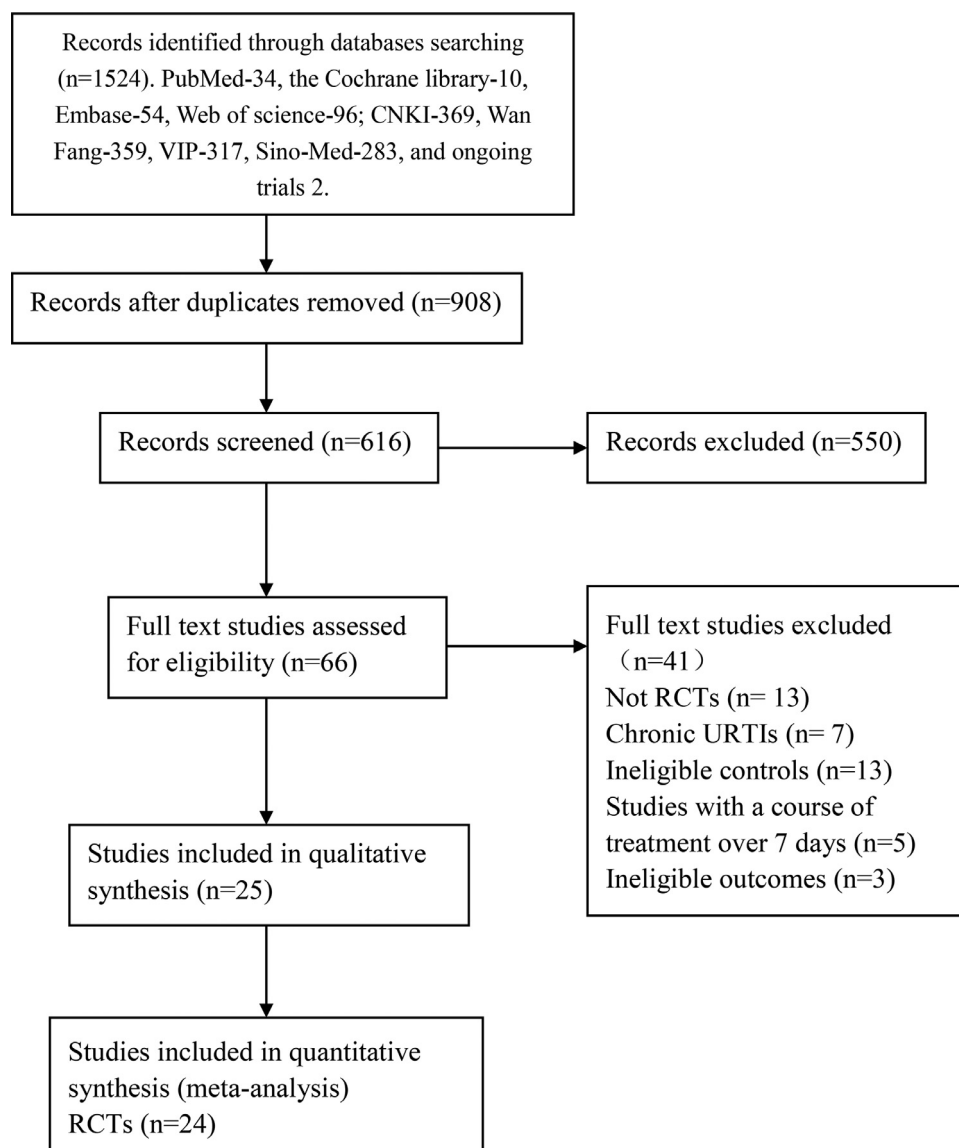 Records identified through databases searching
(n=1524). PubMed-34, the Cochrane library-10,
Embase-54, Web of science-96; CNKI-369, Wan
Fang-359, VIP-317, Sino-Med-283, and ongoing
trials 2.
Records after duplicates removed (n=908)
Records screened (n=616)
Records excluded (n=550)
Full text studies assessed
for eligibility (n=66)
Full text studies excluded
（n=41）
Not RCTs (n= 13)
Chronic URTIs (n= 7)
Ineligible controls (n=13)
Studies with a course of
treatment over 7 days (n=5)
Ineligible outcomes (n=3)
Studies included in qualitative
synthesis (n=25)
Studies included in quantitative
synthesis (meta-analysis)
RCTs (n=24)